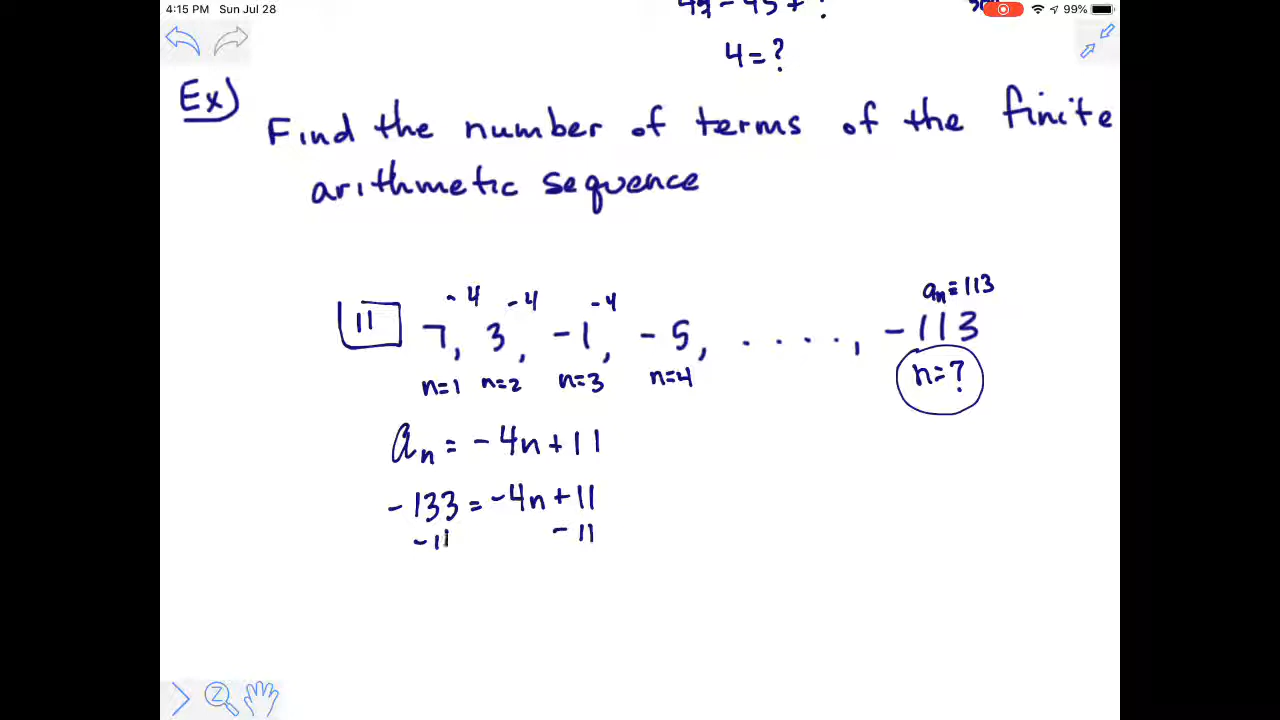 4:15 PM Sun Jul 28 99%
4 = ?
Ex)
Find the number of terms of the finite
arithmetic sequence
-4 -4 -4 an = 113
11 7, 3, -1, -5, ....., -113
n=1 n=2 n=3 n=4 n=?
an = -4n + 11
-133 = -4n + 11
-11 -11
Z